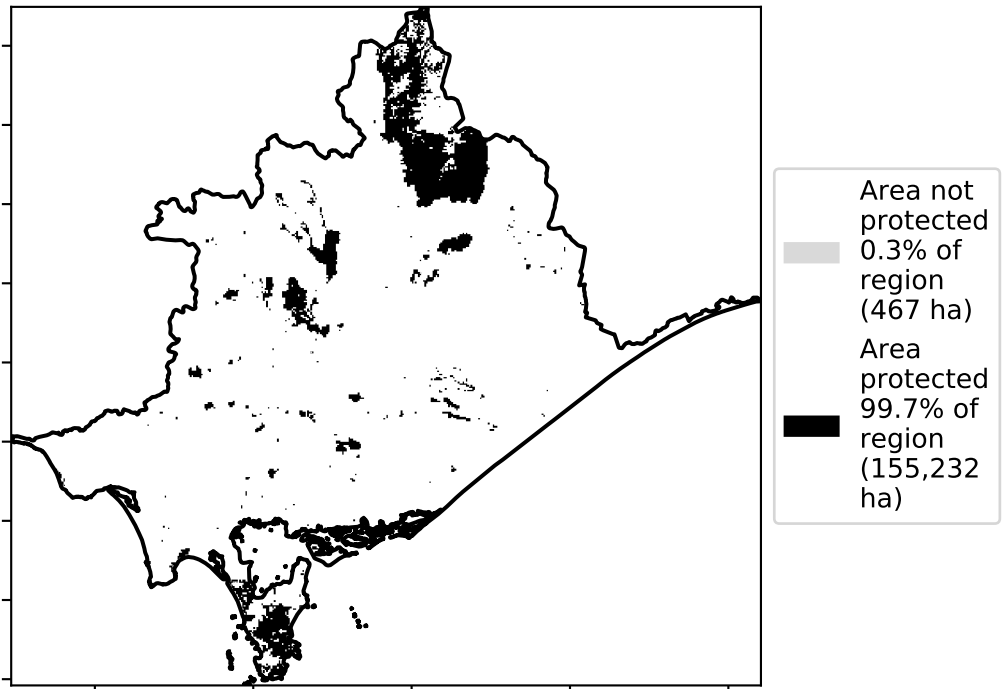 Area not
protected
0.3% of
region
(467 ha)
Area
protected
99.7% of
region
(155,232
ha)